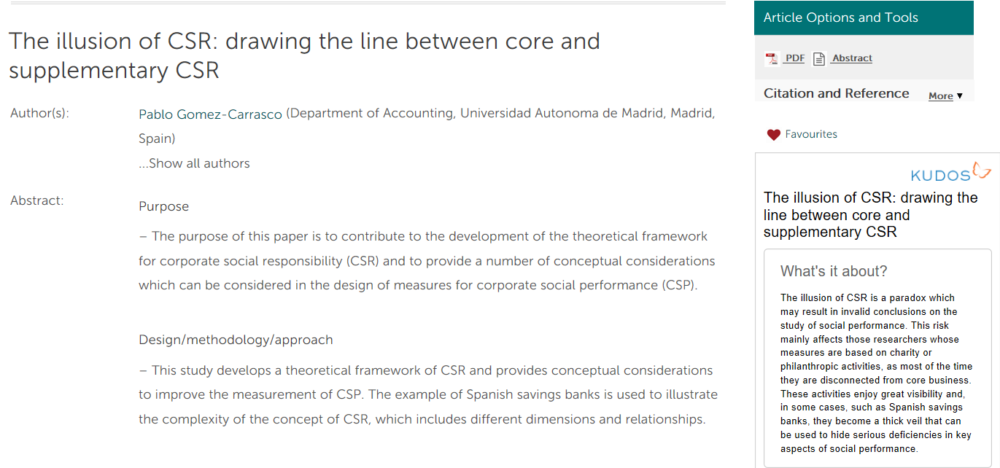 The illusion of CSR: drawing the line between core and
supplementary CSR
Author(s):
Pablo Gomez-Carrasco (Department of Accounting, Universidad Autonoma de Madrid, Madrid,
Spain)
...Show all authors
Abstract:
Purpose
– The purpose of this paper is to contribute to the development of the theoretical framework
for corporate social responsibility (CSR) and to provide a number of conceptual considerations
which can be considered in the design of measures for corporate social performance (CSP).
Design/methodology/approach
– This study develops a theoretical framework of CSR and provides conceptual considerations
to improve the measurement of CSP. The example of Spanish savings banks is used to illustrate
the complexity of the concept of CSR, which includes different dimensions and relationships.
Article Options and Tools
PDF Abstract
Citation and Reference More ▼
Favourites
KUDOS
The illusion of CSR: drawing the
line between core and
supplementary CSR
What's it about?
The illusion of CSR is a paradox which
may result in invalid conclusions on the
study of social performance. This risk
mainly affects those researchers whose
measures are based on charity or
philanthropic activities, as most of the time
they are disconnected from core business.
These activities enjoy great visibility and,
in some cases, such as Spanish savings
banks, they become a thick veil that can
be used to hide serious deficiencies in key
aspects of social performance.